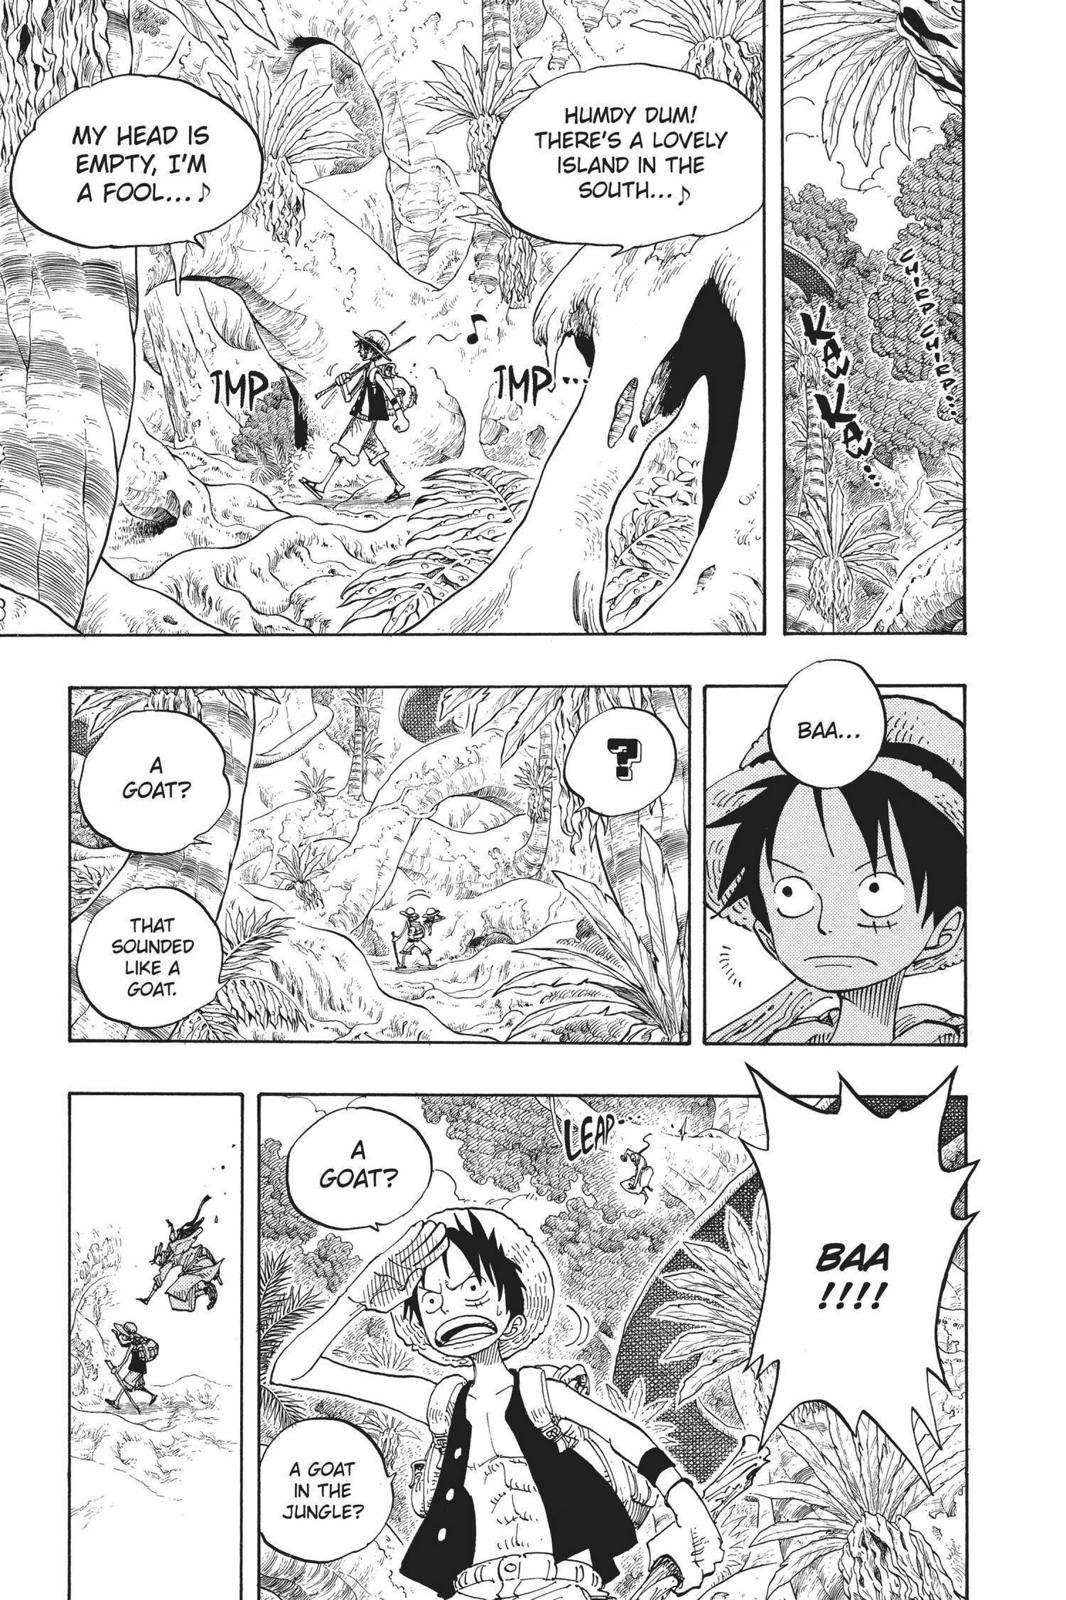 CHIRP CHIRP...
KAW KAW...
HUMDY DUM!
THERE'S A LOVELY
ISLAND IN THE
SOUTH...♪
TMP...
MY HEAD IS
EMPTY, I'M
A FOOL...♪
TMP
BAA...
?
A
GOAT?
THAT
SOUNDED
LIKE A
GOAT.
BAA
!!!!
LEAP...
A
GOAT?
A GOAT
IN THE
JUNGLE?